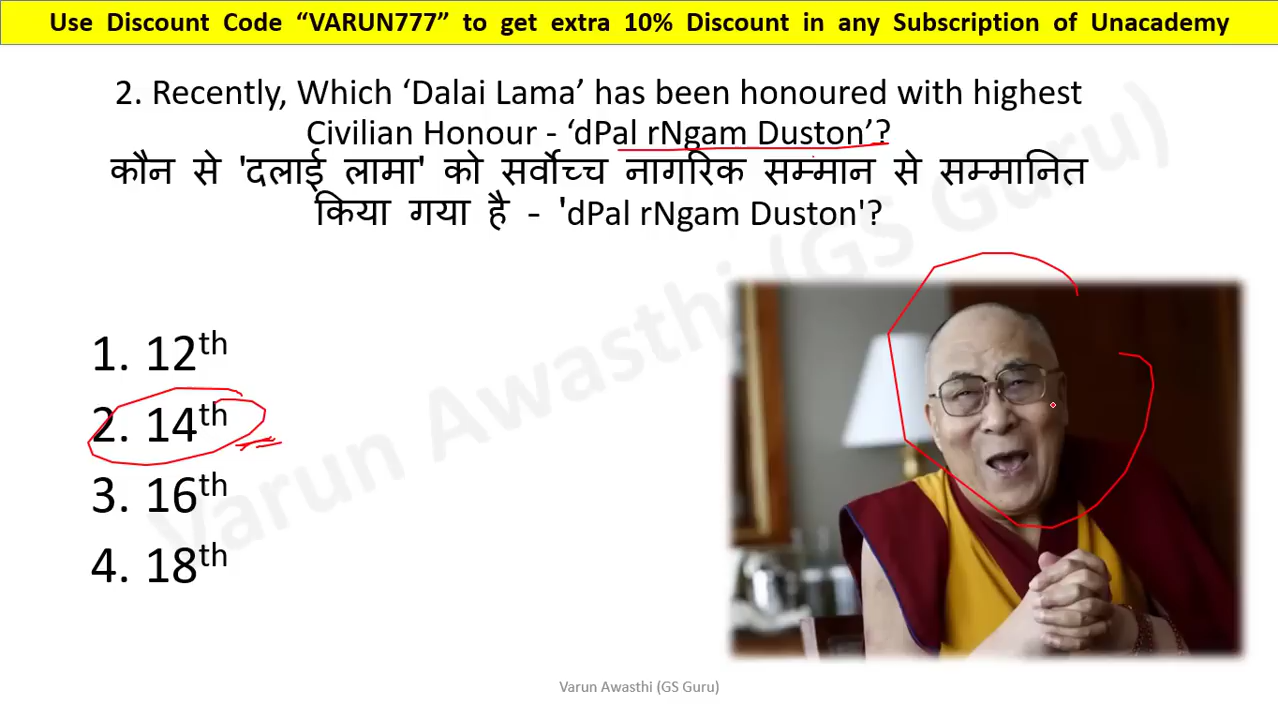 Use Discount Code “VARUN777” to get extra 10% Discount in any Subscription of Unacademy
2. Recently, Which ‘Dalai Lama’ has been honoured with highest
Civilian Honour - ‘dPal rNgam Duston’?
कौन से 'दलाई लामा' को सर्वोच्च नागरिक सम्मान से सम्मानित
किया गया है - 'dPal rNgam Duston'?
1. 12th
2. 14th
3. 16th
4. 18th
Varun Awasthi (GS Guru)
Varun Awasthi (GS Guru)